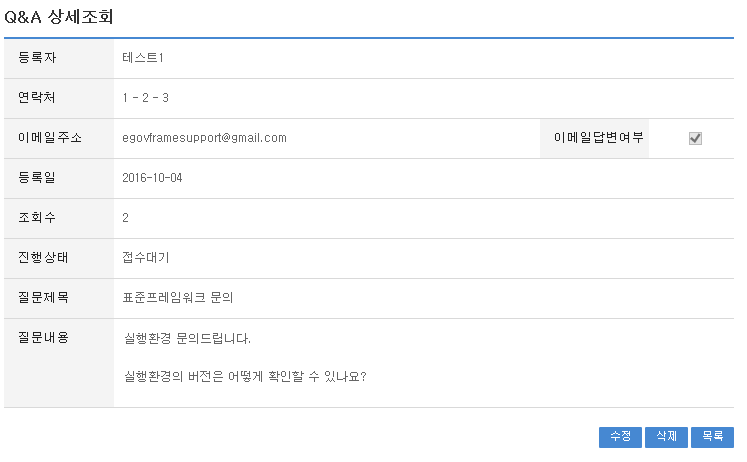 Q&A 상세조회
등록자 테스트1
연락처 1 - 2 - 3
이메일주소 egovframesupport@gmail.com 이메일답변여부
등록일 2016-10-04
조회수 2
진행상태 접수대기
질문제목 표준프레임워크 문의
질문내용 실행환경 문의드립니다.
실행환경의 버전은 어떻게 확인할 수 있나요?
수정 삭제 목록